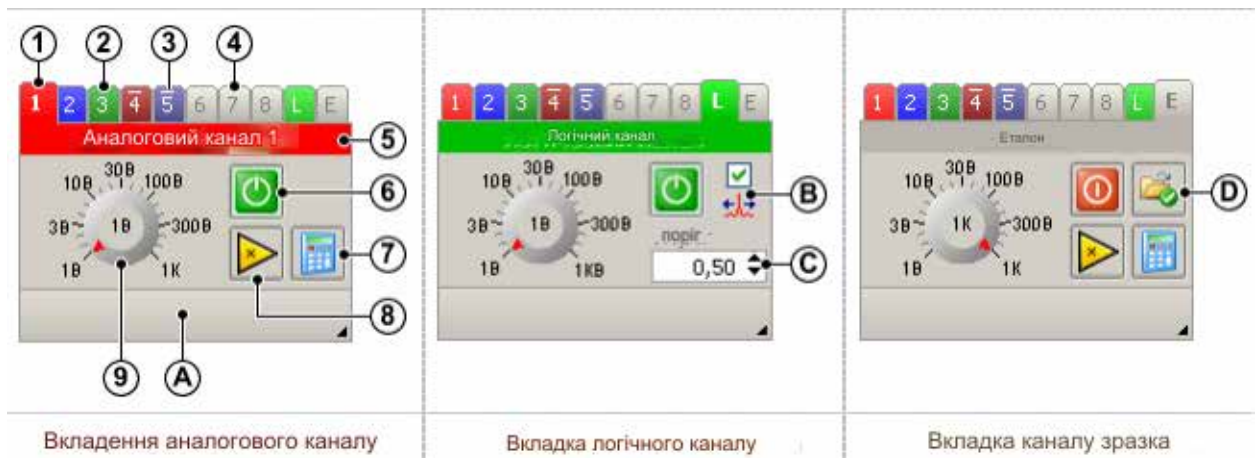 1 2 3 4
1 2 3 4 5 6 7 8 L E
Аналоговий канал 1
5
10В 30В 100В
3В 1В 300В
1В 1К
6
7
8
9 A
Вкладення аналогового каналу
1 2 3 4 5 6 7 8 L E
Логічний канал
10В 30В 100В
3В 1В 300В
1В 1КВ
поріг
0,50
B
C
Вкладка логічного каналу
1 2 3 4 5 6 7 8 L E
Еталон
10В 30В 100В
3В 1К 300В
1В 1К
D
Вкладка каналу зразка